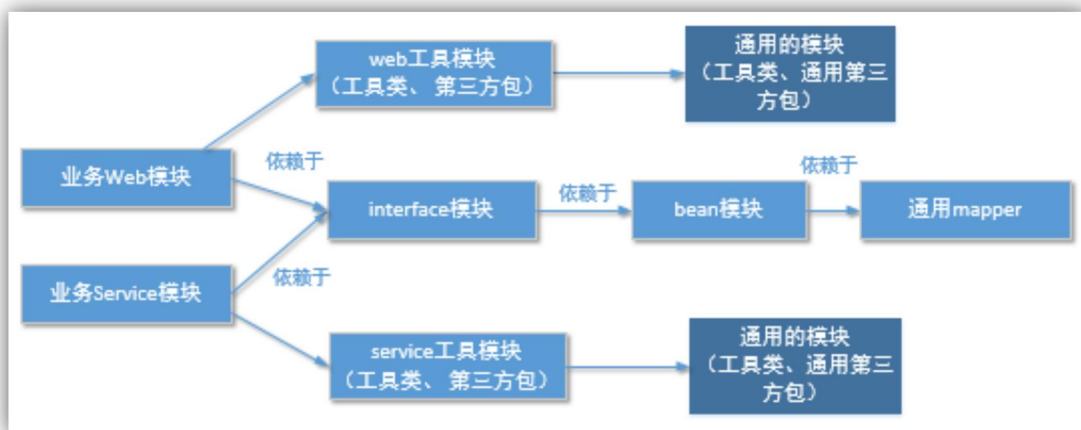 web工具模块
（工具类、 第三方包）
通用的模块
（工具类、通用第三
方包）
业务Web模块
依赖于
interface模块
依赖于
bean模块
依赖于
通用mapper
业务Service模块
依赖于
service工具模块
（工具类、 第三方包）
通用的模块
（工具类、通用第三
方包）